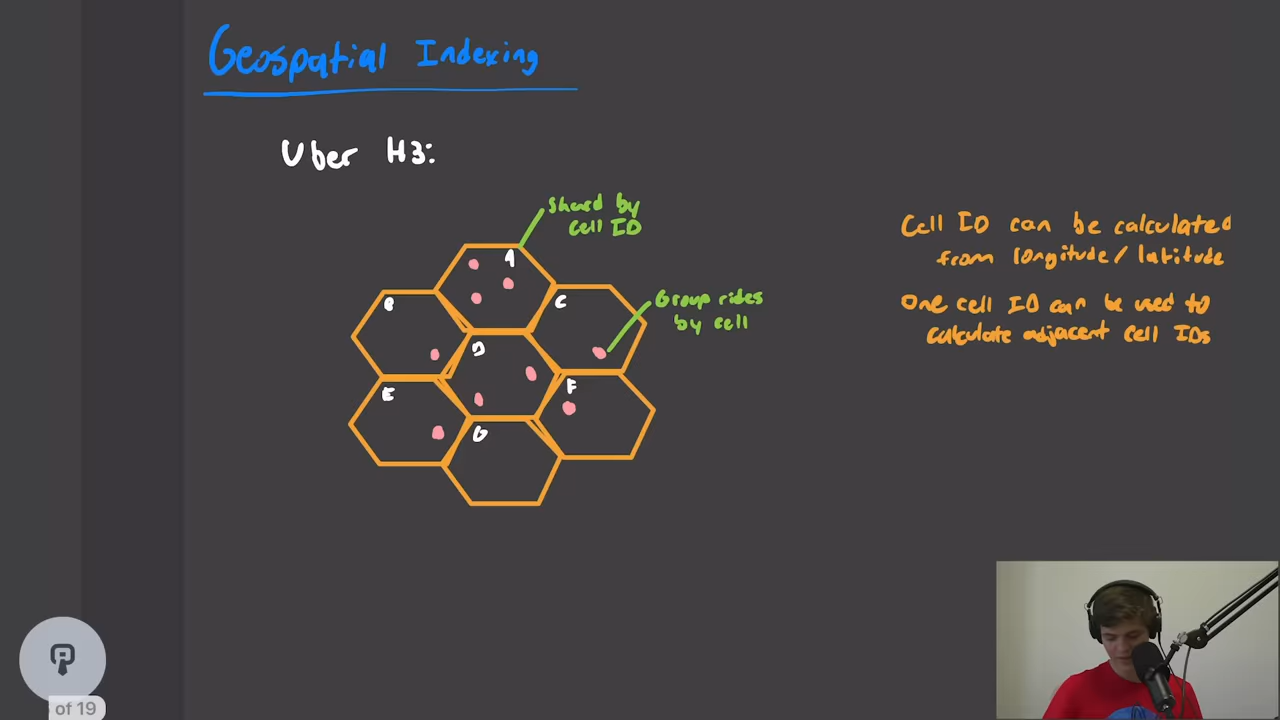 Geospatial Indexing
Uber H3:
Shard by
Cell ID
Cell ID can be calculated
from longitude/latitude
A
B
C
Group rides
by cell
One cell ID can be used to
calculate adjacent cell IDs
D
E
F
G
of 19